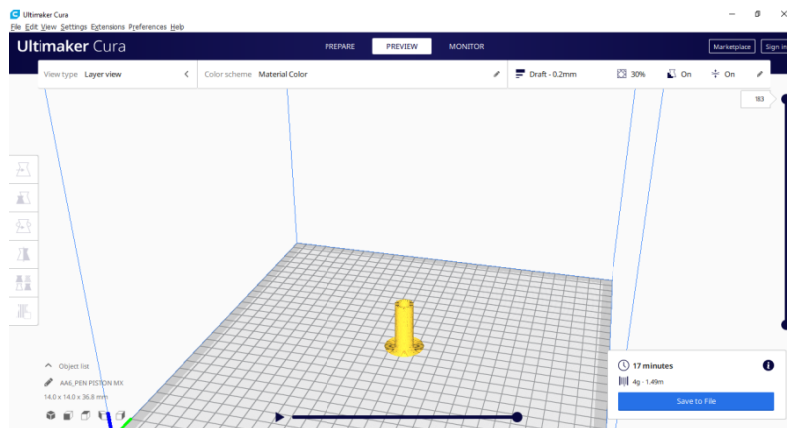 Ultimaker Cura
File Edit View Settings Extensions Preferences Help
Ultimaker Cura PREPARE PREVIEW MONITOR Marketplace Sign in
View type Layer view Color scheme Material Color Draft - 0.2mm 30% On On
183
Object list
AA6_PEN PISTON MX
14.0 x 14.0 x 36.8 mm
17 minutes
4g · 1.49m
Save to File